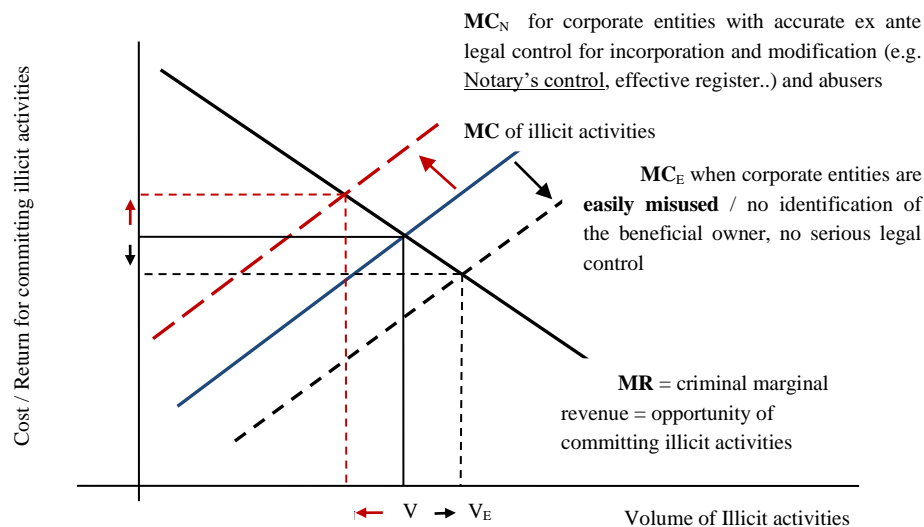 MC_N for corporate entities with accurate ex ante
legal control for incorporation and modification (e.g.
Notary's control, effective register..) and abusers
MC of illicit activities
MC_E when corporate entities are
easily misused / no identification of
the beneficial owner, no serious legal
control
Cost / Return for committing illicit activities
MR = criminal marginal
revenue = opportunity of
committing illicit activities
V
V_E
Volume of Illicit activities